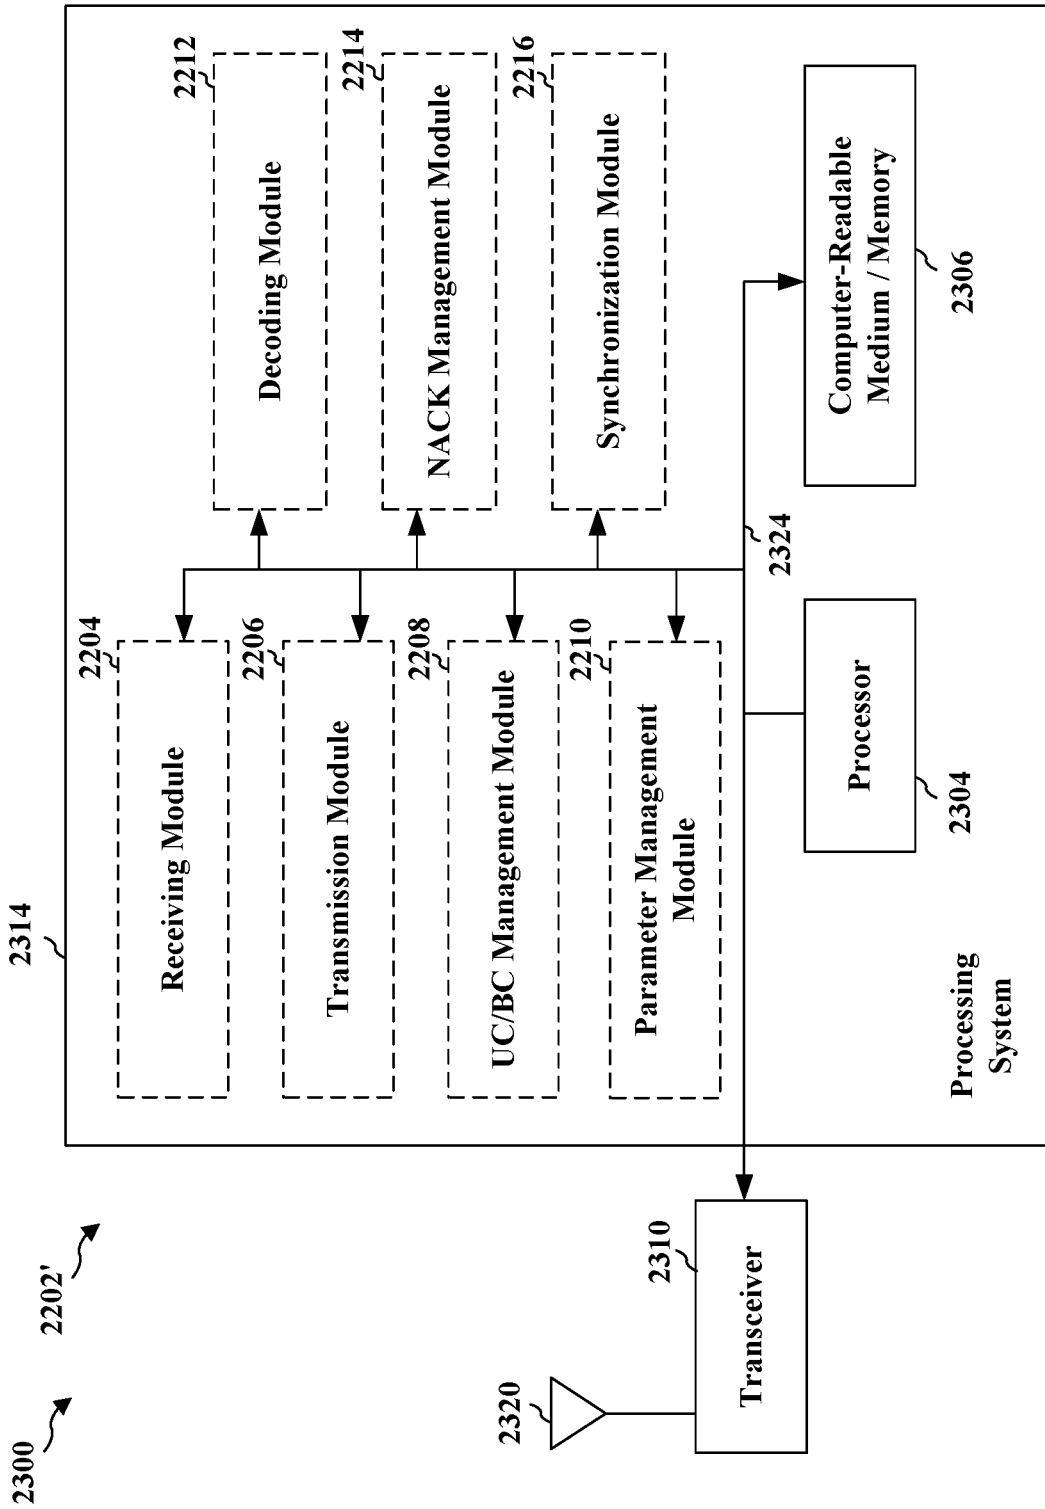 2300
2202'
2314
2204
Receiving Module
2206
Transmission Module
2208
UC/BC Management Module
2210
Parameter Management
Module
2212
Decoding Module
2214
NACK Management Module
2216
Synchronization Module
2320
2310
Transceiver
2324
Processor
2304
Computer-Readable
Medium / Memory
2306
Processing
System